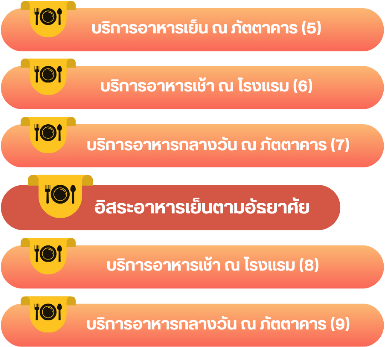 บริการอาหารเย็น ณ ภัตตาคาร (5)
บริการอาหารเช้า ณ โรงแรม (6)
บริการอาหารกลางวัน ณ ภัตตาคาร (7)
อิสระอาหารเย็นตามอัธยาศัย
บริการอาหารเช้า ณ โรงแรม (8)
บริการอาหารกลางวัน ณ ภัตตาคาร (9)